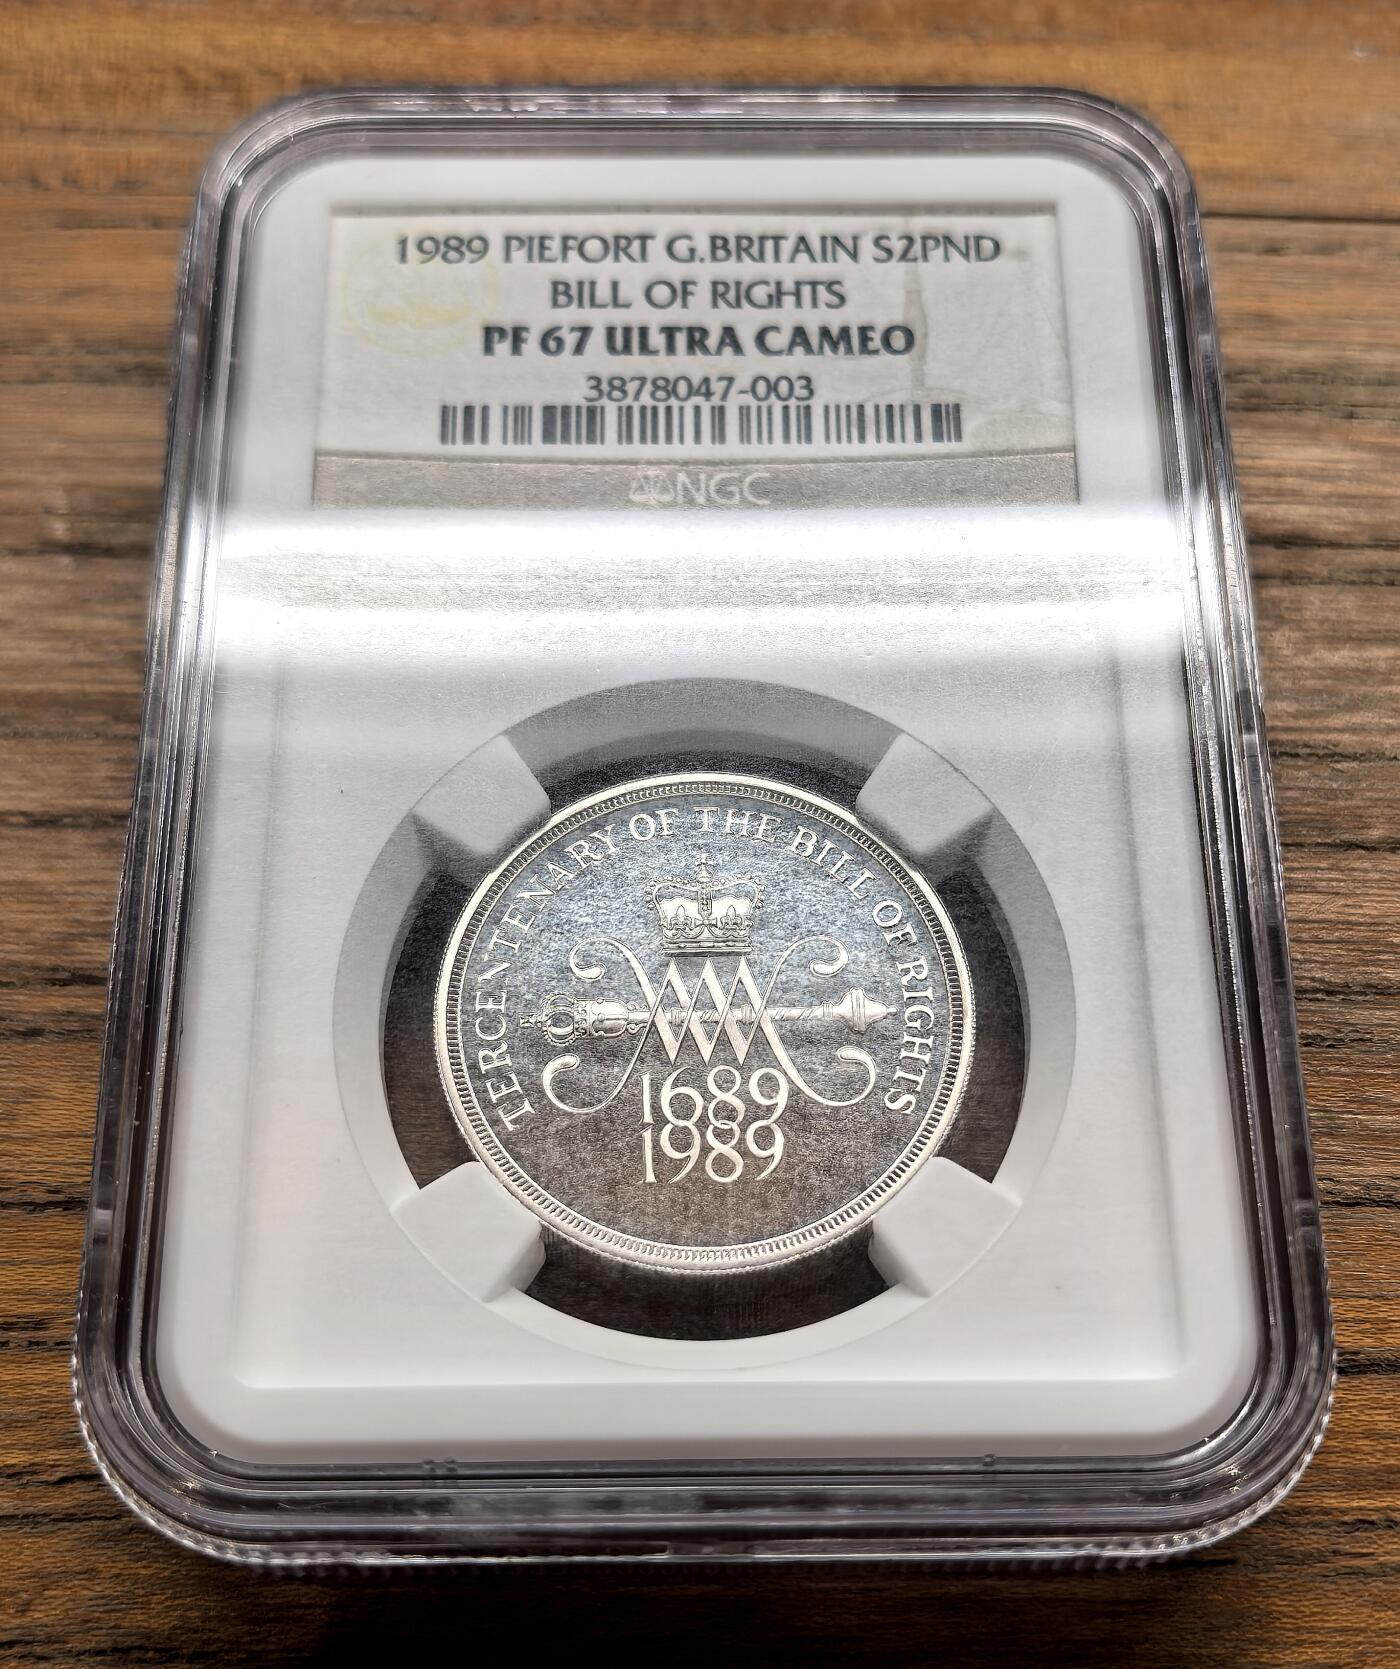 1989 PIEFORT G.BRITAIN S2PND
BILL OF RIGHTS
PF 67 ULTRA CAMEO
3878047-003
NGC
TERCENTENARY OF THE BILL OF RIGHTS
1689
1989